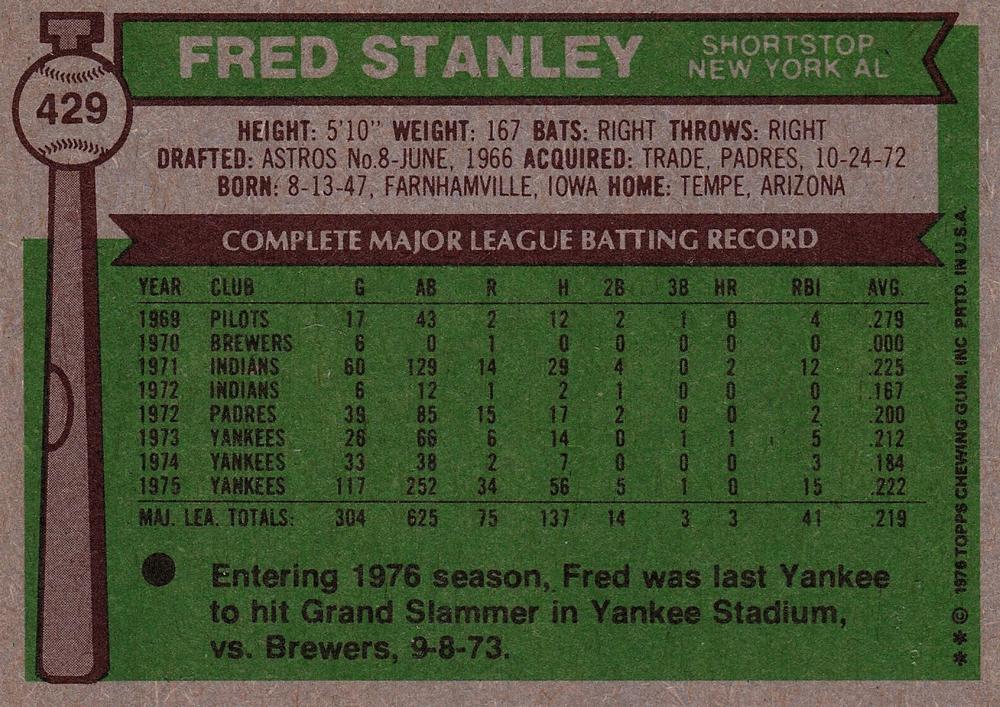 429
FRED STANLEY
SHORTSTOP
NEW YORK AL
HEIGHT: 5'10" WEIGHT: 167 BATS: RIGHT THROWS: RIGHT
DRAFTED: ASTROS No.8-JUNE, 1966 ACQUIRED: TRADE, PADRES, 10-24-72
BORN: 8-13-47, FARNHAMVILLE, IOWA HOME: TEMPE, ARIZONA
COMPLETE MAJOR LEAGUE BATTING RECORD
YEAR CLUB G AB R H 2B 3B HR RBI AVG.
1969 PILOTS 17 43 2 12 2 1 0 4 .279
1970 BREWERS 6 0 1 0 0 0 0 0 .000
1971 INDIANS 60 129 14 29 4 0 2 12 .225
1972 INDIANS 6 12 1 2 1 0 0 0 .167
1972 PADRES 39 85 15 17 2 0 0 2 .200
1973 YANKEES 26 66 6 14 0 1 1 5 .212
1974 YANKEES 33 38 2 7 0 0 0 3 .184
1975 YANKEES 117 252 34 56 5 1 0 15 .222
MAJ. LEA. TOTALS: 304 625 75 137 14 3 3 41 .219
Entering 1976 season, Fred was last Yankee
to hit Grand Slammer in Yankee Stadium,
vs. Brewers, 9-8-73.
** © 1976 TOPPS CHEWING GUM, INC PRTD. IN U.S.A.